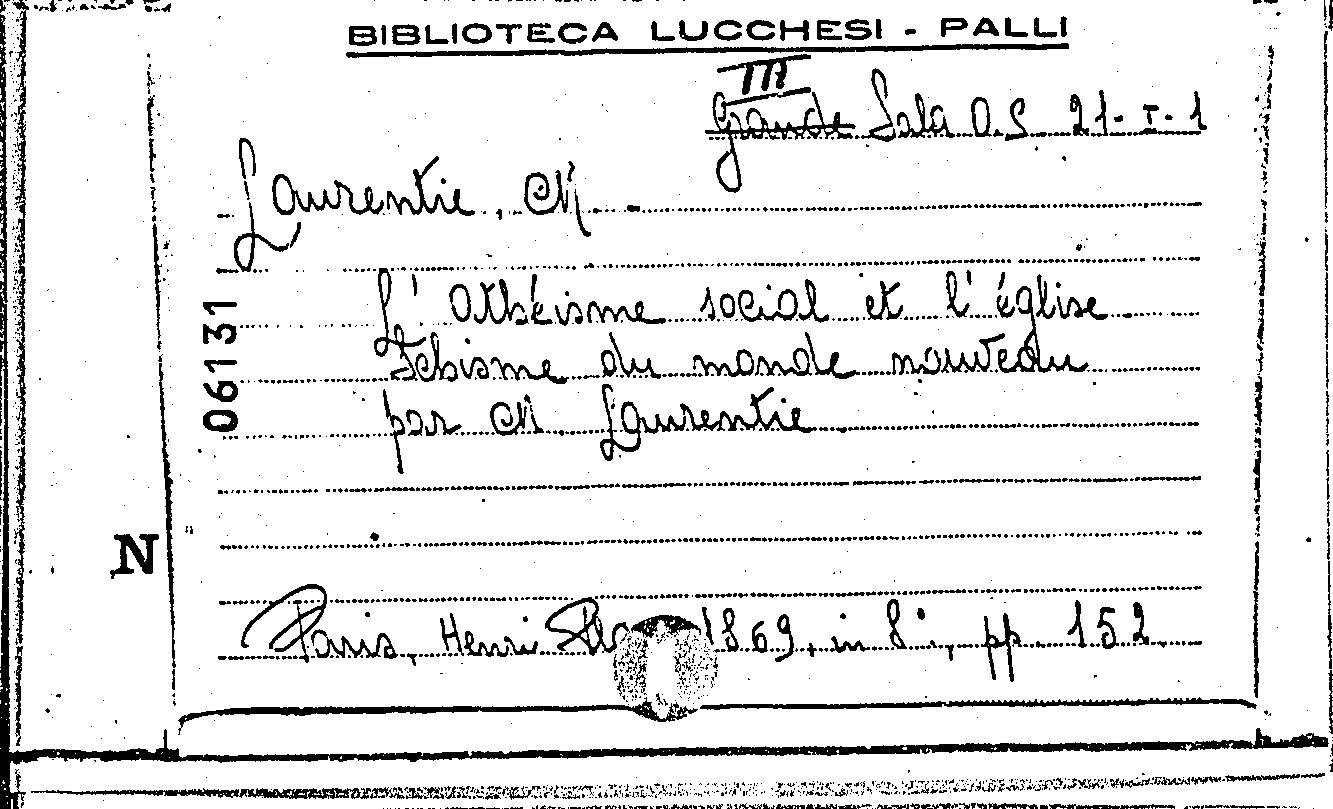 BIBLIOTECA LUCCHESI - PALLI
III
Grande Sala O.S. 21-I-1
Laurentie, M.
L'Athéisme social et l'église
Schisme du monde nouveau
par M. Laurentie.
06131
N
Paris, Henri 1869, in 8°, pp. 152